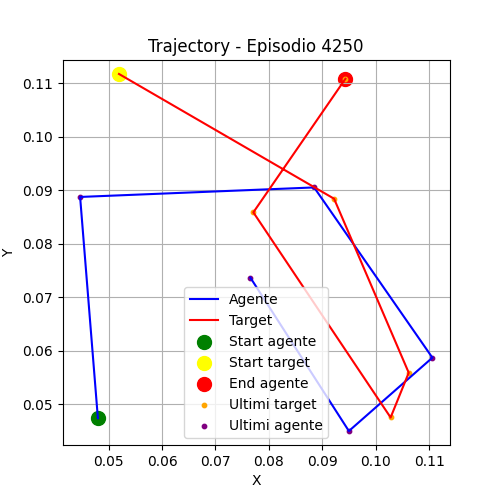 Trajectory - Episodio 4250
Y
0.11
0.10
0.09
0.08
0.07
0.06
0.05
Agente
Target
Start agente
Start target
End agente
Ultimi target
Ultimi agente
0.05 0.06 0.07 0.08 0.09 0.10 0.11
X